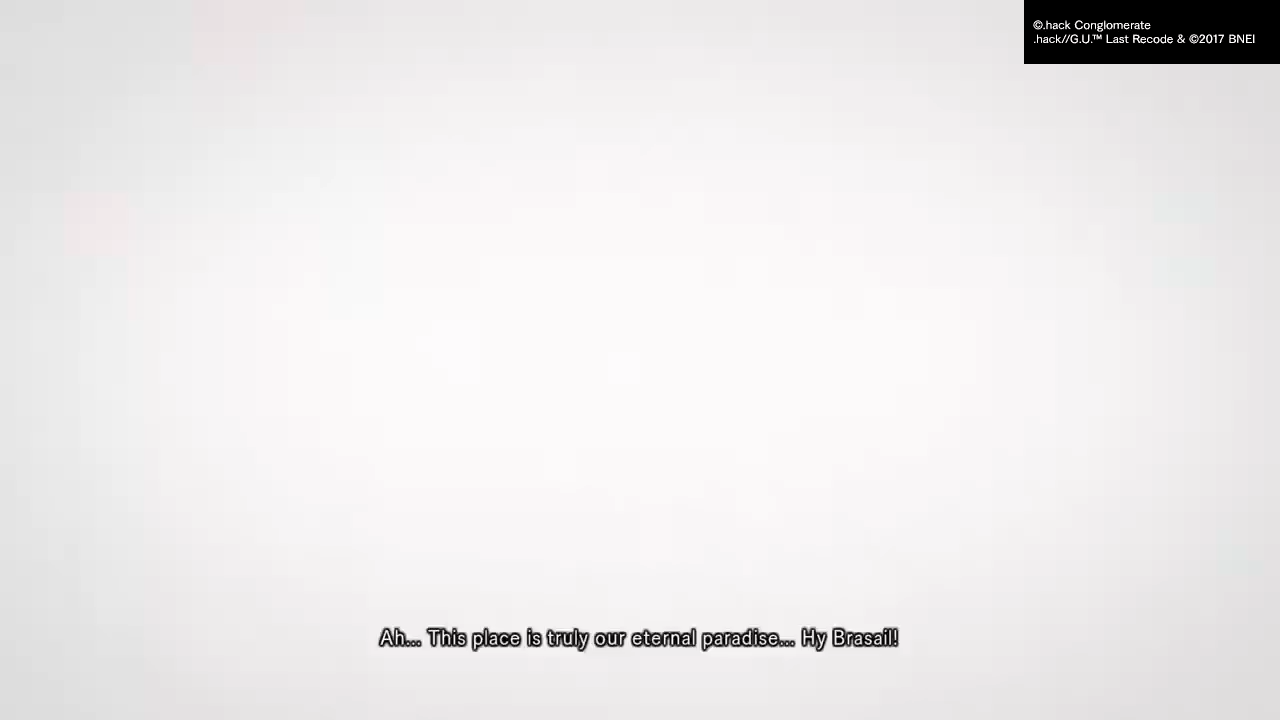 ©.hack Conglomerate
.hack//G.U.™ Last Recode & ©2017 BNEI
Ah... This place is truly our eternal paradise... Hy Brasail!